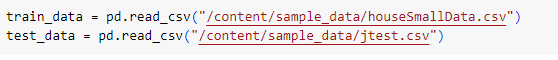 train_data = pd.read_csv("/content/sample_data/houseSmallData.csv")
test_data = pd.read_csv("/content/sample_data/jtest.csv")